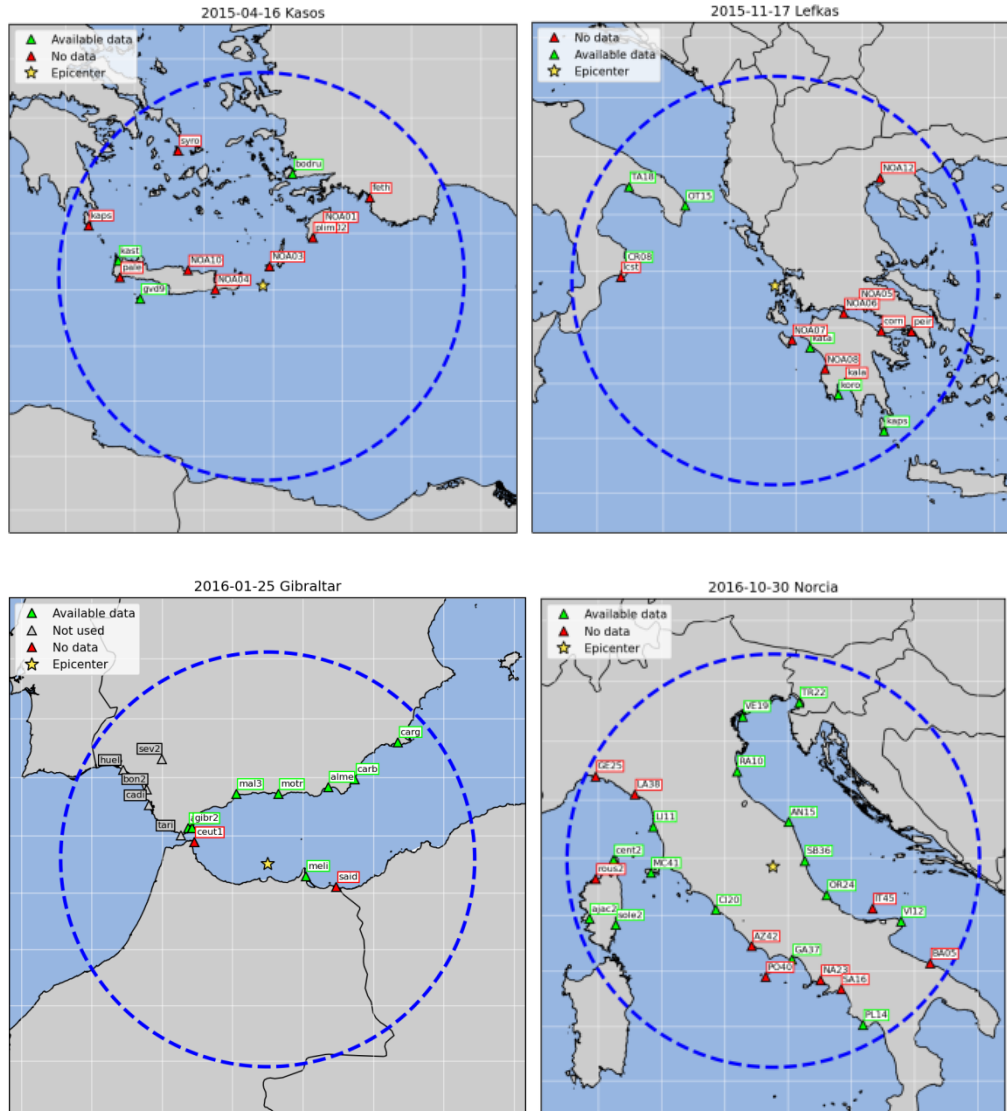 2015-04-16 Kasos
Available data
No data
Epicenter
syro
bodru
feth
kaps
NOA01
kast
NOA10
NOA03
pale
NOA04
gvd9
2015-11-17 Lefkas
No data
Available data
Epicenter
NOA12
TA18
OT15
CR08
lcst
NOA05
NOA06
corn
peir
NOA07
kata
NOA08
kala
koro
kaps
2016-01-25 Gibraltar
Available data
Not used
No data
Epicenter
carg
sev2
huel
bon2
carb
alme
cadi
mal3
motr
tari
gibr2
ceut1
meli
said
2016-10-30 Norcia
Available data
No data
Epicenter
TR22
VE19
RA10
GE25
LA38
LI11
AN15
cent2
SB36
rous2
MC41
OR24
ajac2
sole2
CI20
IT45
VI12
AZ42
GA37
BA05
PO40
NA23
SA16
PL14